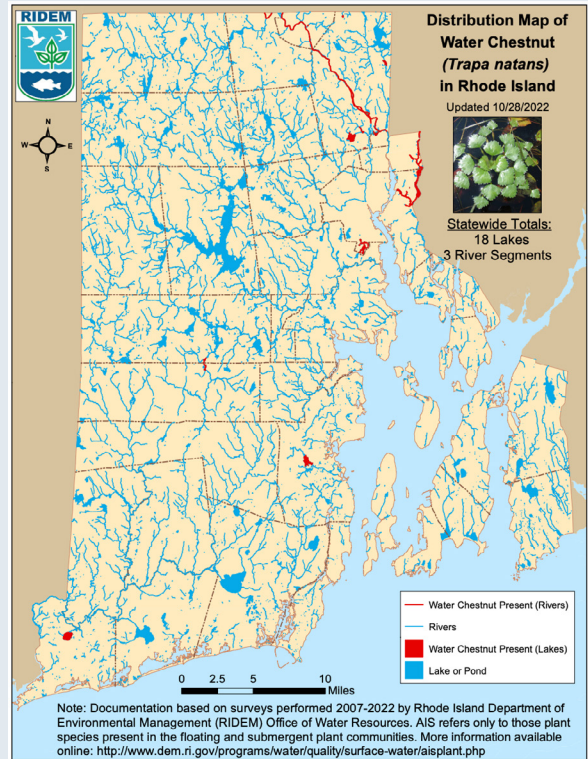 RIDEM
Distribution Map of
Water Chestnut
(Trapa natans)
in Rhode Island
Updated 10/28/2022
N
W E
S
Statewide Totals:
18 Lakes
3 River Segments
Water Chestnut Present (Rivers)
Rivers
Water Chestnut Present (Lakes)
Lake or Pond
0 2.5 5 10
Miles
Note: Documentation based on surveys performed 2007-2022 by Rhode Island Department of
Environmental Management (RIDEM) Office of Water Resources. AIS refers only to those plant
species present in the floating and submergent plant communities. More information available
online: http://www.dem.ri.gov/programs/water/quality/surface-water/aisplant.php